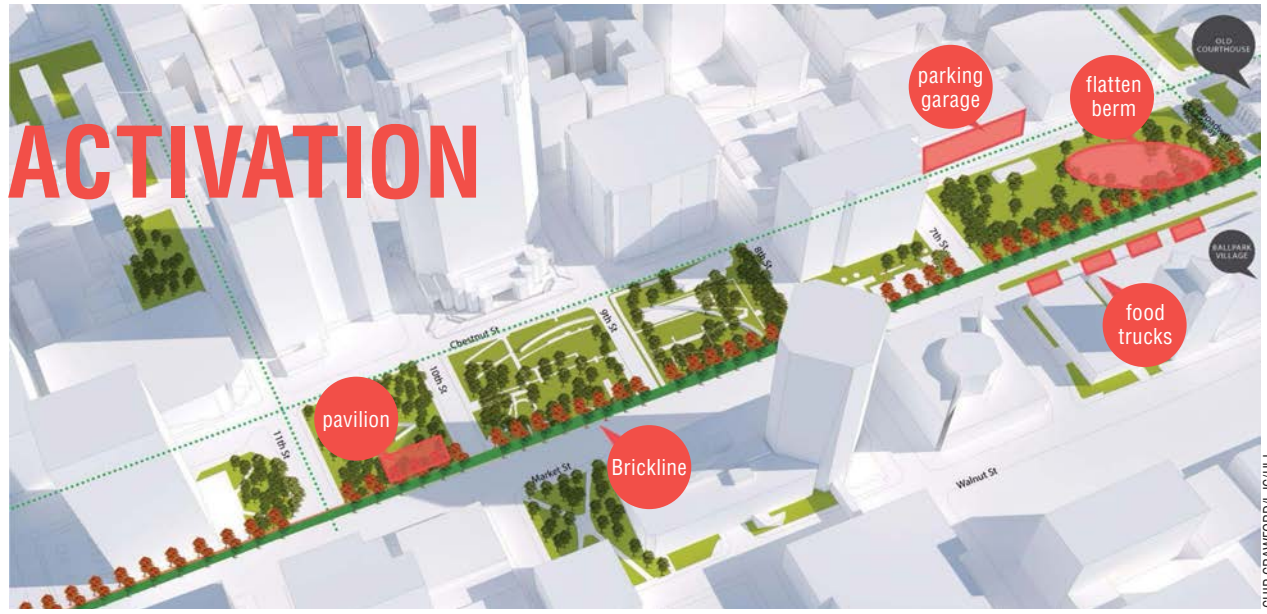 ACTIVATION
parking
garage
flatten
berm
OLD
COURTHOUSE
Broadway
BALLPARK
VILLAGE
7th St
8th St
food
trucks
9th St
Chestnut St
10th St
pavilion
11th St
Brickline
Market St
Walnut St